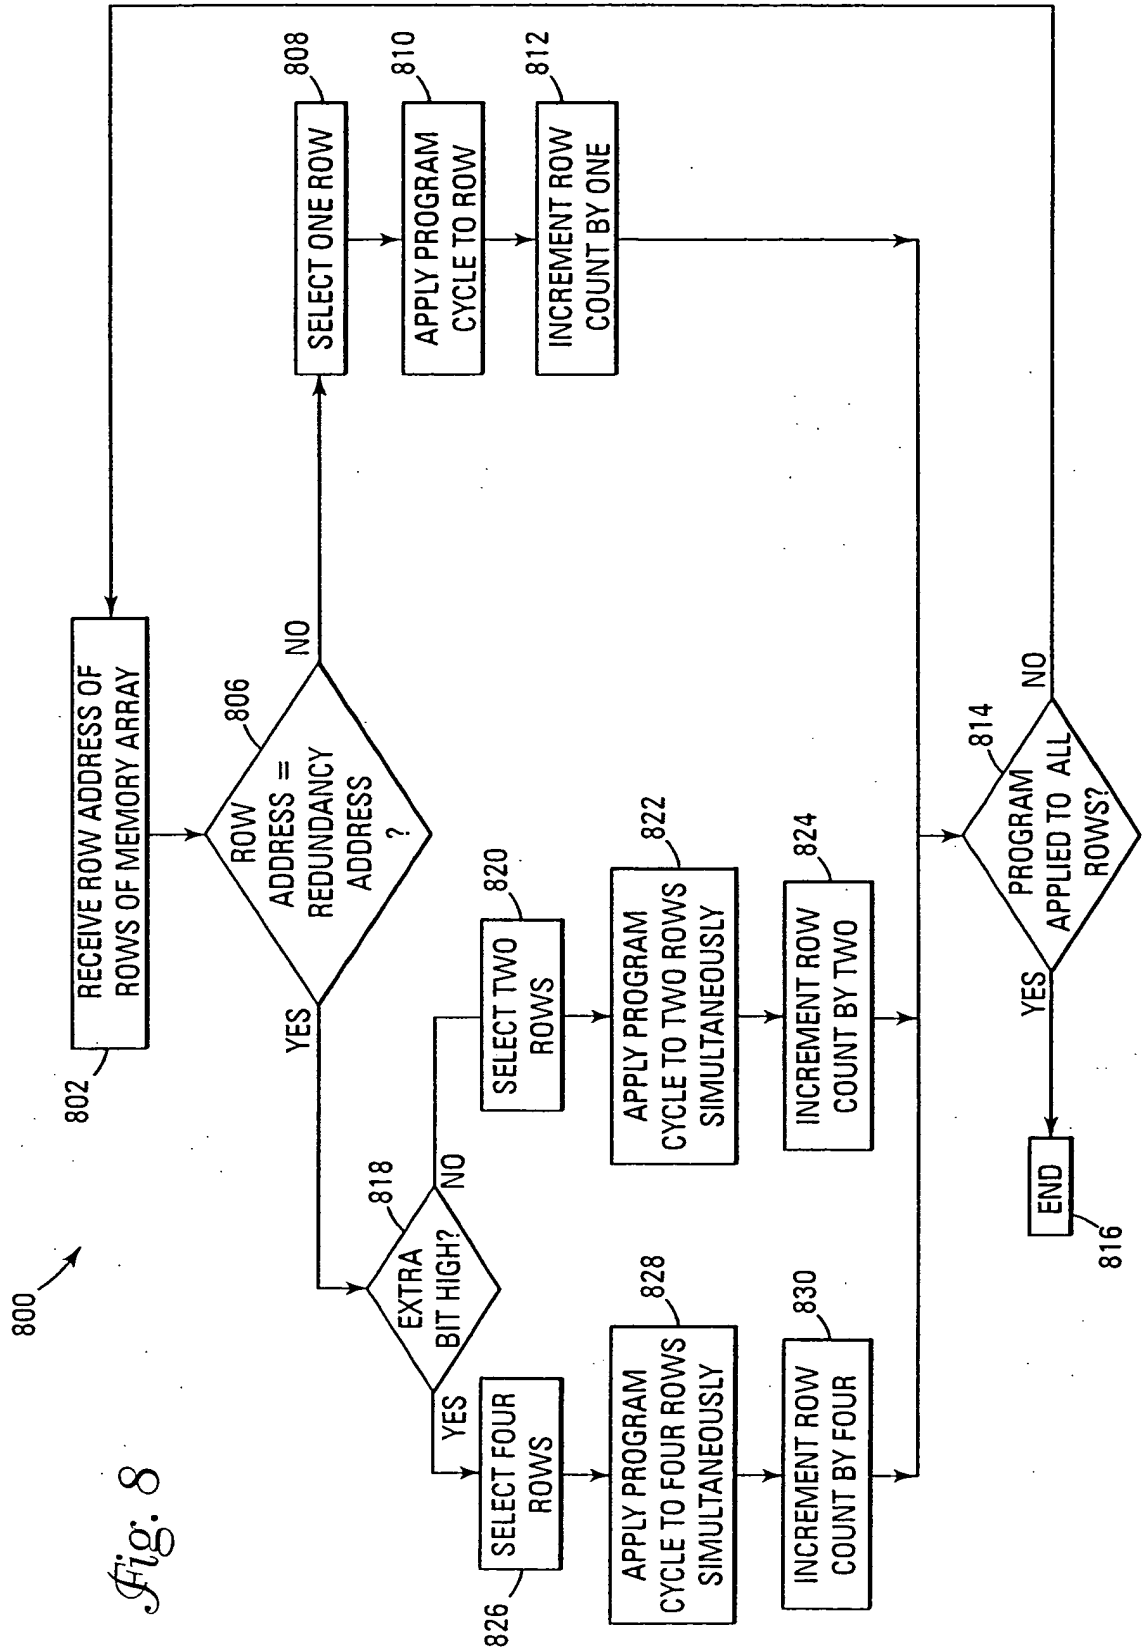 Fig. 8
800
802
RECEIVE ROW ADDRESS OF
ROWS OF MEMORY ARRAY
806
ROW
ADDRESS =
REDUNDANCY
ADDRESS
?
YES
NO
808
SELECT ONE ROW
810
APPLY PROGRAM
CYCLE TO ROW
812
INCREMENT ROW
COUNT BY ONE
818
EXTRA
BIT HIGH?
YES
NO
826
SELECT FOUR
ROWS
828
APPLY PROGRAM
CYCLE TO FOUR ROWS
SIMULTANEOUSLY
830
INCREMENT ROW
COUNT BY FOUR
820
SELECT TWO
ROWS
822
APPLY PROGRAM
CYCLE TO TWO ROWS
SIMULTANEOUSLY
824
INCREMENT ROW
COUNT BY TWO
814
PROGRAM
APPLIED TO ALL
ROWS?
YES
NO
END
816